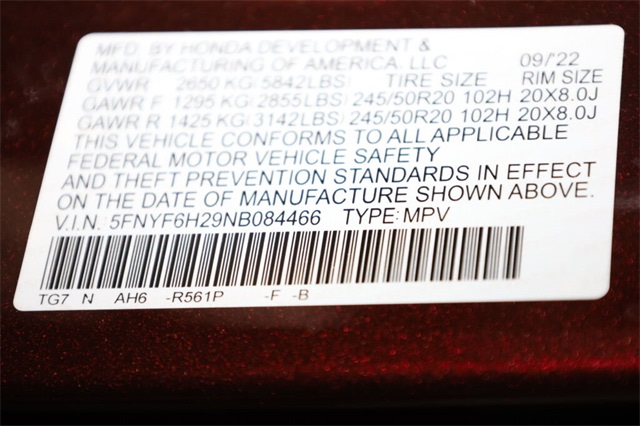 MFD. BY HONDA DEVELOPMENT &
MANUFACTURING OF AMERICA, LLC 09/'22
GVWR 2650 KG(5842LBS) TIRE SIZE RIM SIZE
GAWR F 1295 KG(2855LBS) 245/50R20 102H 20X8.0J
GAWR R 1425 KG(3142LBS) 245/50R20 102H 20X8.0J
THIS VEHICLE CONFORMS TO ALL APPLICABLE
FEDERAL MOTOR VEHICLE SAFETY
AND THEFT PREVENTION STANDARDS IN EFFECT
ON THE DATE OF MANUFACTURE SHOWN ABOVE.
V.I.N. 5FNYF6H29NB084466 TYPE:MPV
TG7 N AH6 -R561P -F -B